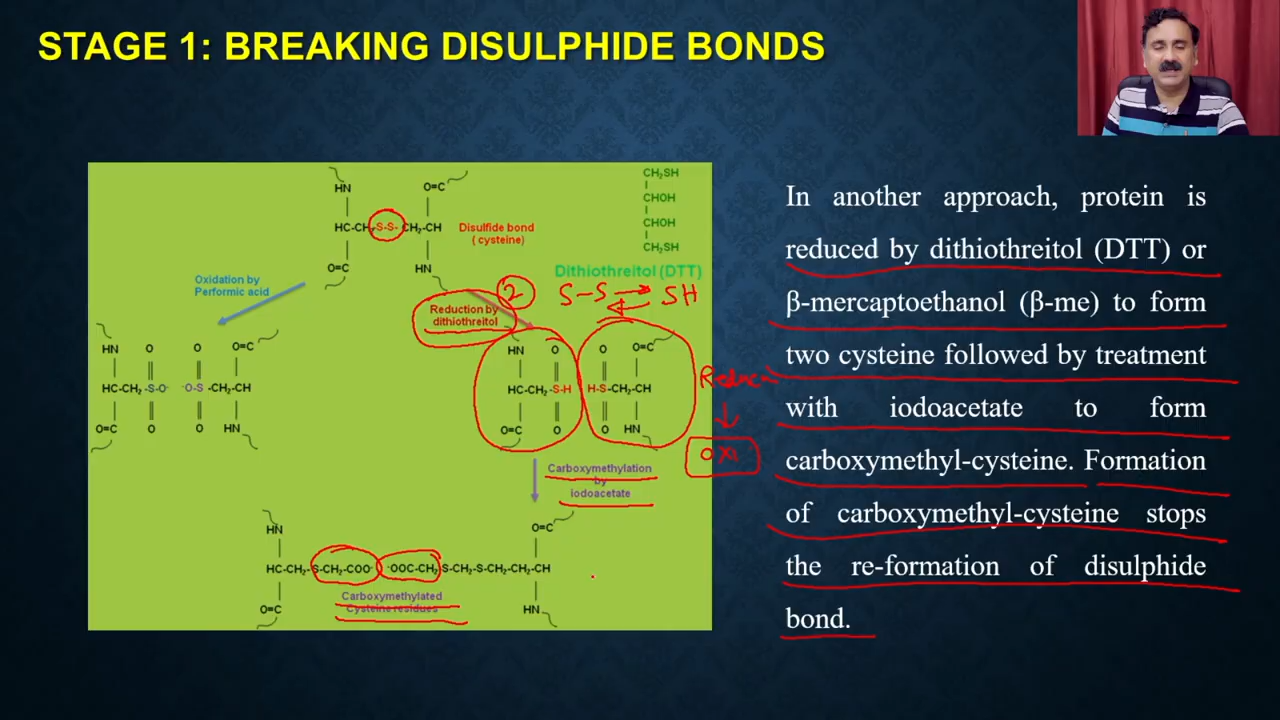 STAGE 1: BREAKING DISULPHIDE BONDS
HN
O=C
CH₂SH
CHOH
HC-CH₂-S-S-CH₂-CH
Disulfide bond
( cysteine)
CHOH
CH₂SH
O=C
HN
Dithiothreitol (DTT)
Oxidation by
Performic acid
2
S-S
SH
Reduction by
dithiothreitol
HN O O O=C
HC-CH₂-S-O⁻ ⁻O-S-CH₂-CH
O=C O O HN
HN O O O=C
HC-CH₂-S-H H-S-CH₂-CH
O=C O O HN
OXI
Carboxymethylation
by
iodoacetate
HN
O=C
HC-CH₂-S-CH₂-COO⁻ ⁻OOC-CH₂-S-CH₂-S-CH₂-CH₂-CH
Carboxymethylated
Cysteine residues
O=C
HN
In another approach, protein is
reduced by dithiothreitol (DTT) or
β-mercaptoethanol (β-me) to form
two cysteine followed by treatment
with iodoacetate to form
carboxymethyl-cysteine. Formation
of carboxymethyl-cysteine stops
the re-formation of disulphide
bond.